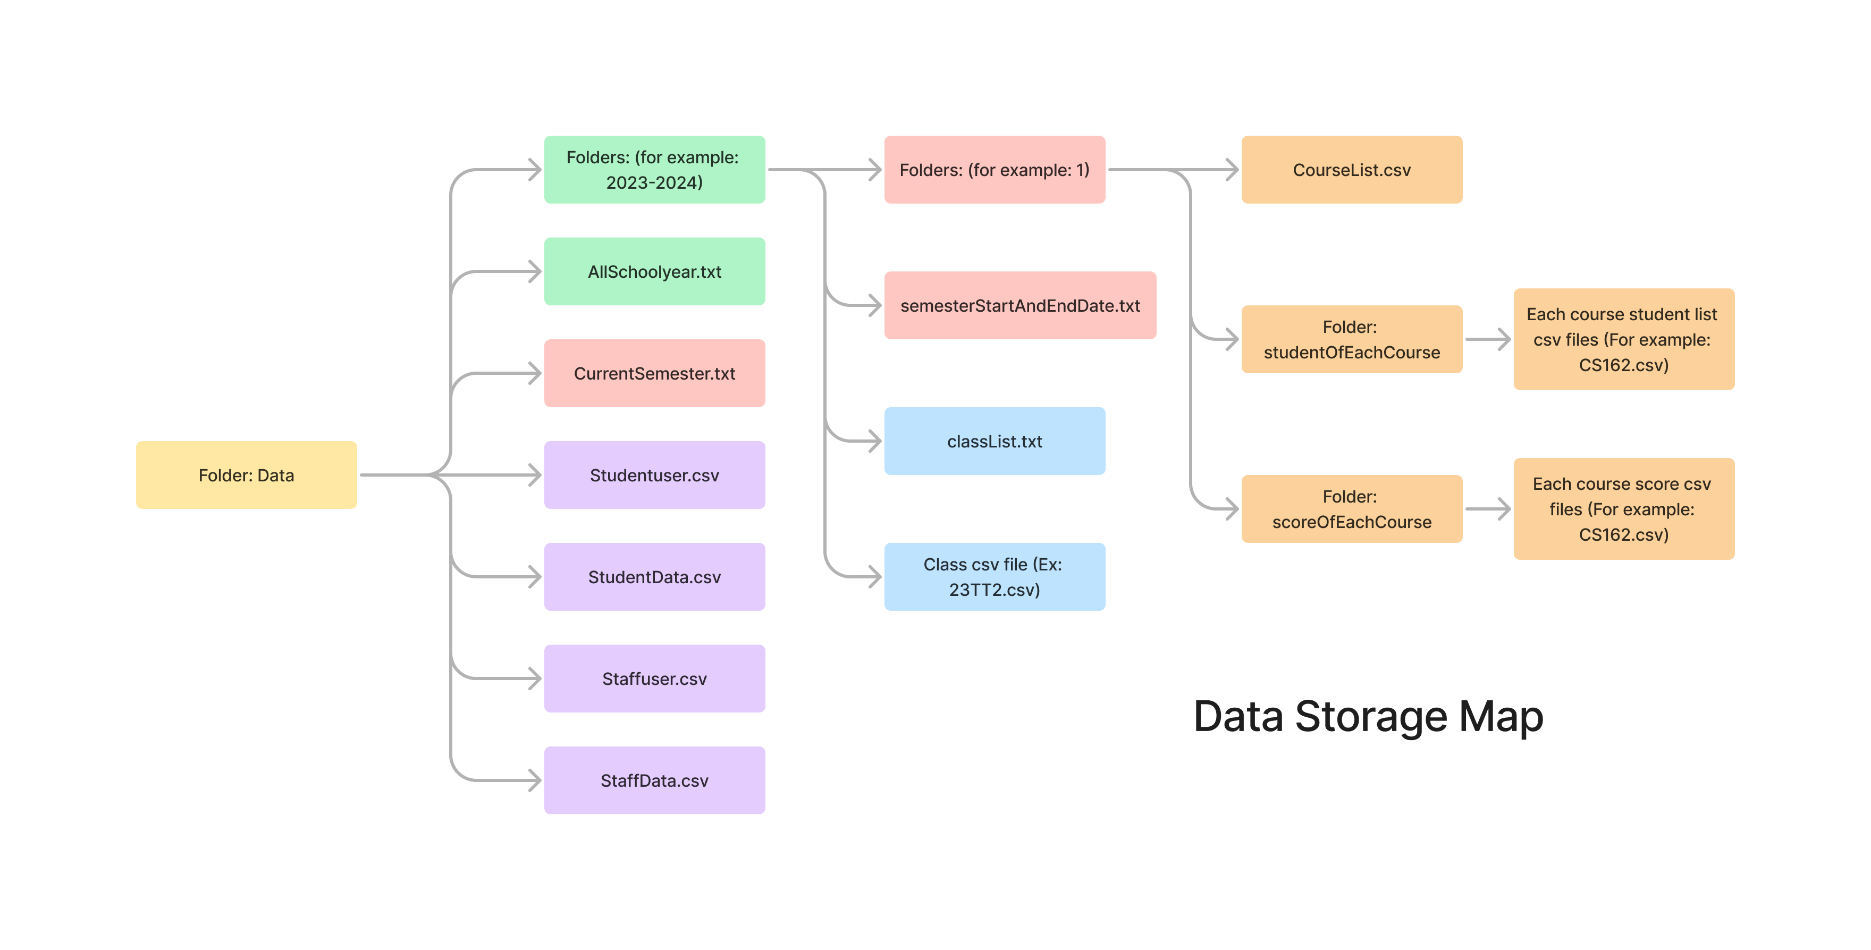 Folder: Data
Folders: (for example:
2023-2024)
AllSchoolyear.txt
CurrentSemester.txt
Studentuser.csv
StudentData.csv
Staffuser.csv
StaffData.csv
Folders: (for example: 1)
semesterStartAndEndDate.txt
classList.txt
Class csv file (Ex:
23TT2.csv)
CourseList.csv
Folder:
studentOfEachCourse
Each course student list
csv files (For example:
CS162.csv)
Folder:
scoreOfEachCourse
Each course score csv
files (For example:
CS162.csv)
Data Storage Map